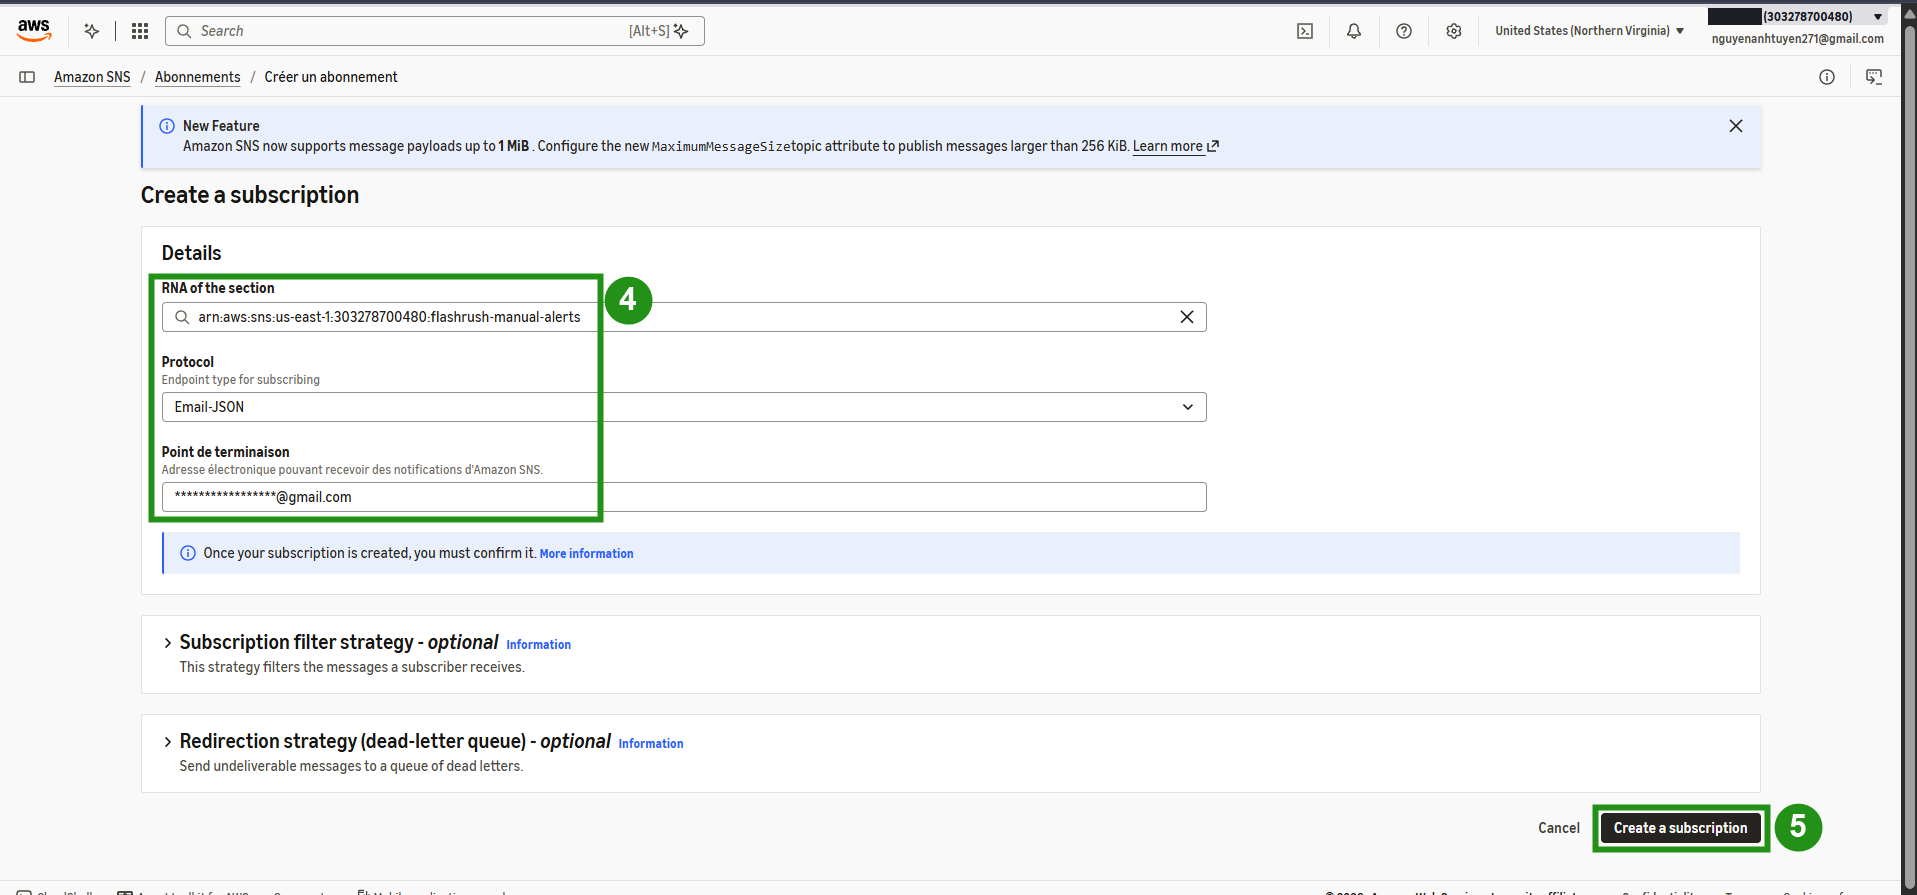 aws
Search
[Alt+S]
United States (Northern Virginia)
(303278700480)
nguyenanhtuyen271@gmail.com
Amazon SNS / Abonnements / Créer un abonnement
New Feature
Amazon SNS now supports message payloads up to 1 MiB . Configure the new MaximumMessageSizetopic attribute to publish messages larger than 256 KiB. Learn more
Create a subscription
Details
RNA of the section
4
arn:aws:sns:us-east-1:303278700480:flashrush-manual-alerts
Protocol
Endpoint type for subscribing
Email-JSON
Point de terminaison
Adresse électronique pouvant recevoir des notifications d'Amazon SNS.
*****************@gmail.com
Once your subscription is created, you must confirm it. More information
Subscription filter strategy - optional Information
This strategy filters the messages a subscriber receives.
Redirection strategy (dead-letter queue) - optional Information
Send undeliverable messages to a queue of dead letters.
Cancel
Create a subscription
5